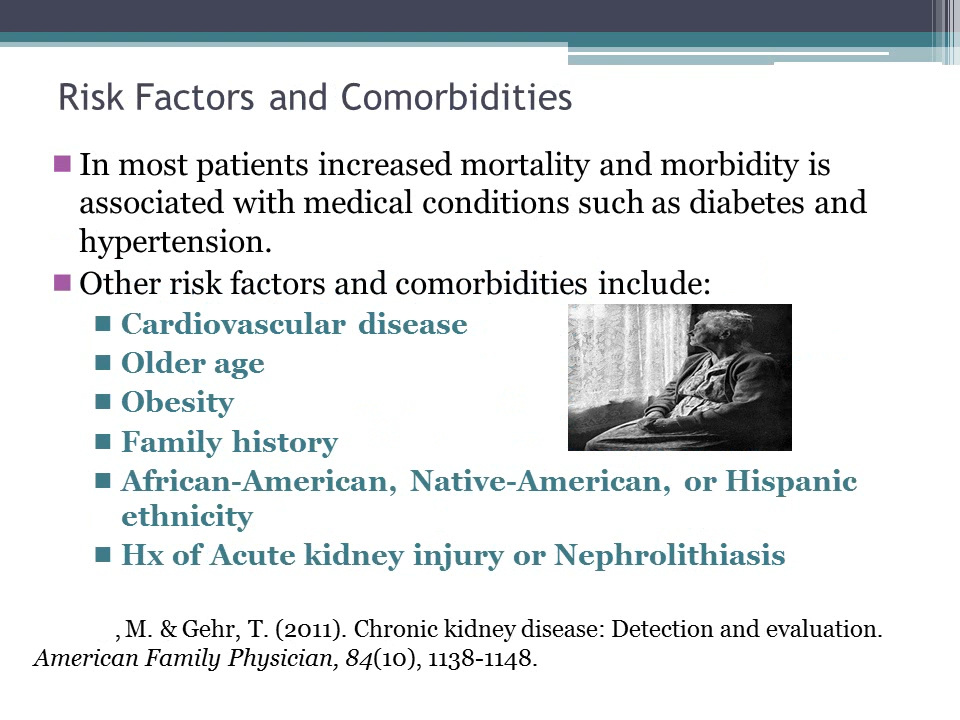 Risk Factors and Comorbidities
In most patients increased mortality and morbidity is
associated with medical conditions such as diabetes and
hypertension.
Other risk factors and comorbidities include:
Cardiovascular disease
Older age
Obesity
Family history
African-American, Native-American, or Hispanic
ethnicity
Hx of Acute kidney injury or Nephrolithiasis
, M. & Gehr, T. (2011). Chronic kidney disease: Detection and evaluation.
American Family Physician, 84(10), 1138-1148.